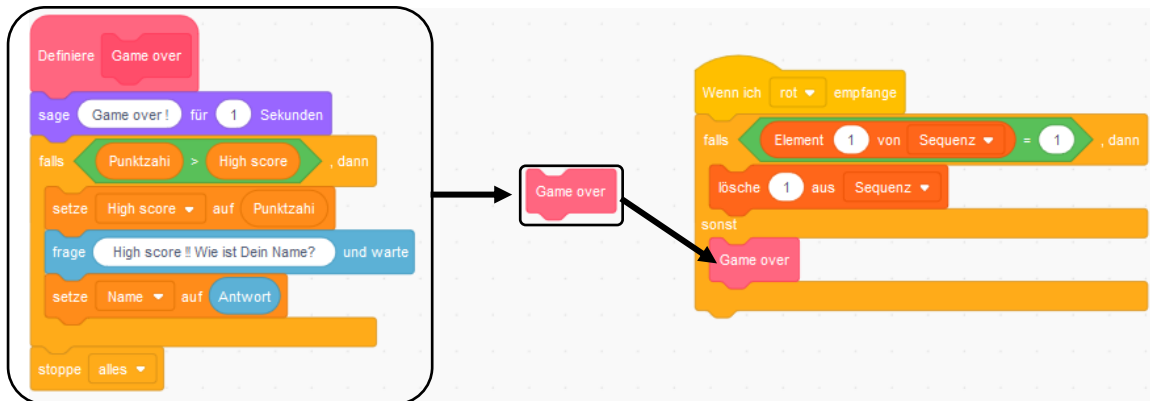 Definiere Game over
sage Game over ! für 1 Sekunden
falls Punktzahl > High score , dann
setze High score auf Punktzahl
frage High score !! Wie ist Dein Name? und warte
setze Name auf Antwort
stoppe alles
Game over
Wenn ich rot empfange
falls Element 1 von Sequenz = 1 , dann
lösche 1 aus Sequenz
sonst
Game over